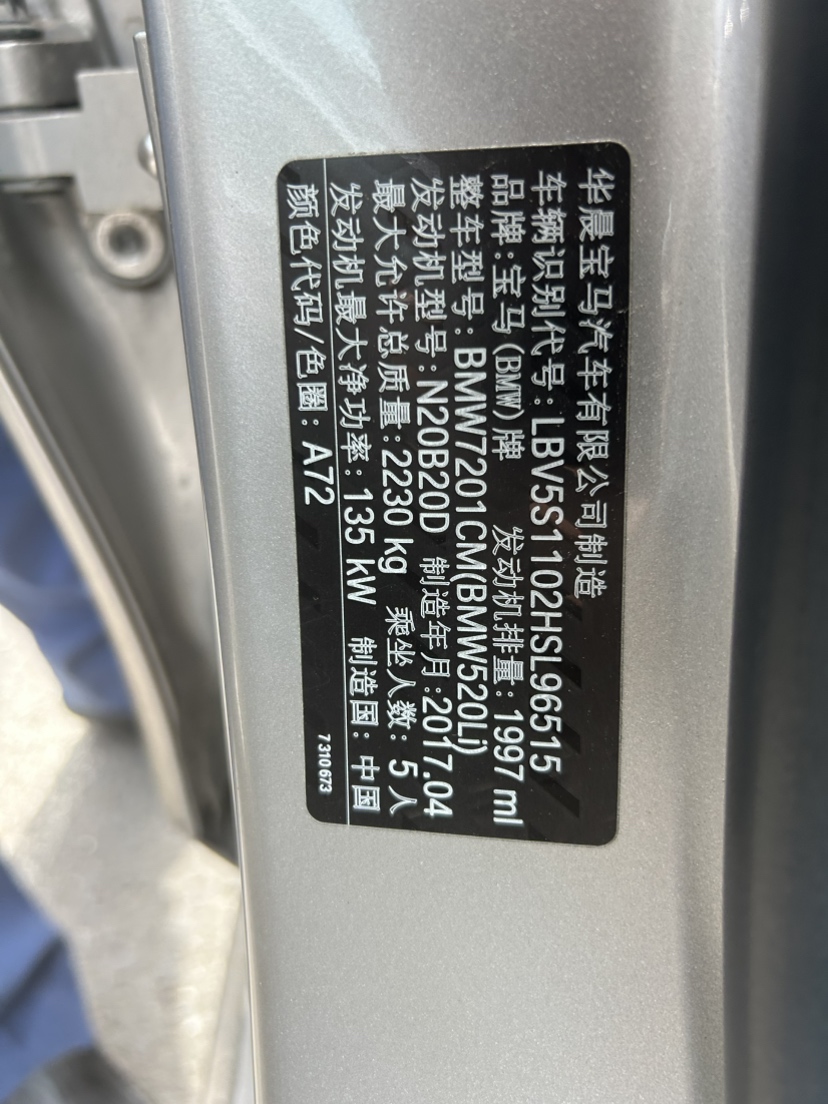 华晨宝马汽车有限公司制造
车辆识别代号: LBV5S1102HSL96515
品牌:宝马(BMW)牌 发动机排量: 1997 ml
整车型号: BMW7201CM(BMW520Li)
发动机型号: N20B20D 制造年月: 2017.04
最大允许总质量: 2230 kg 乘坐人数: 5 人
发动机最大净功率: 135 kW 制造国: 中国
颜色代码/色圈: A72
7310673